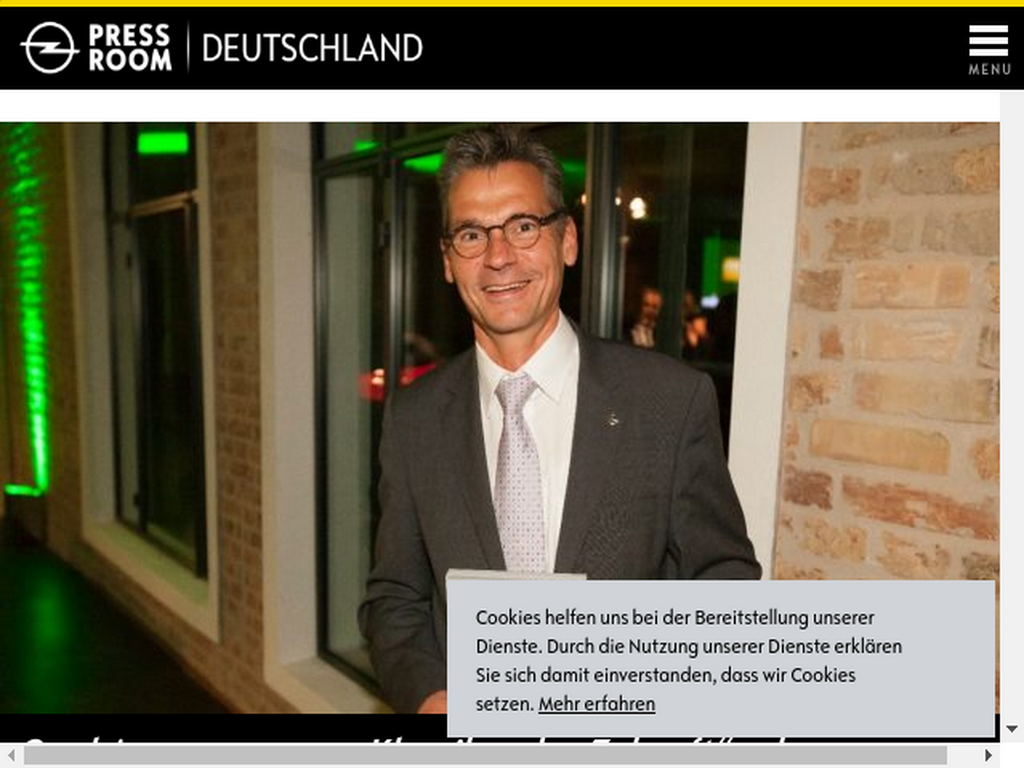 PRESS
ROOM
DEUTSCHLAND
MENU
Cookies helfen uns bei der Bereitstellung unserer
Dienste. Durch die Nutzung unserer Dienste erklären
Sie sich damit einverstanden, dass wir Cookies
setzen. Mehr erfahren